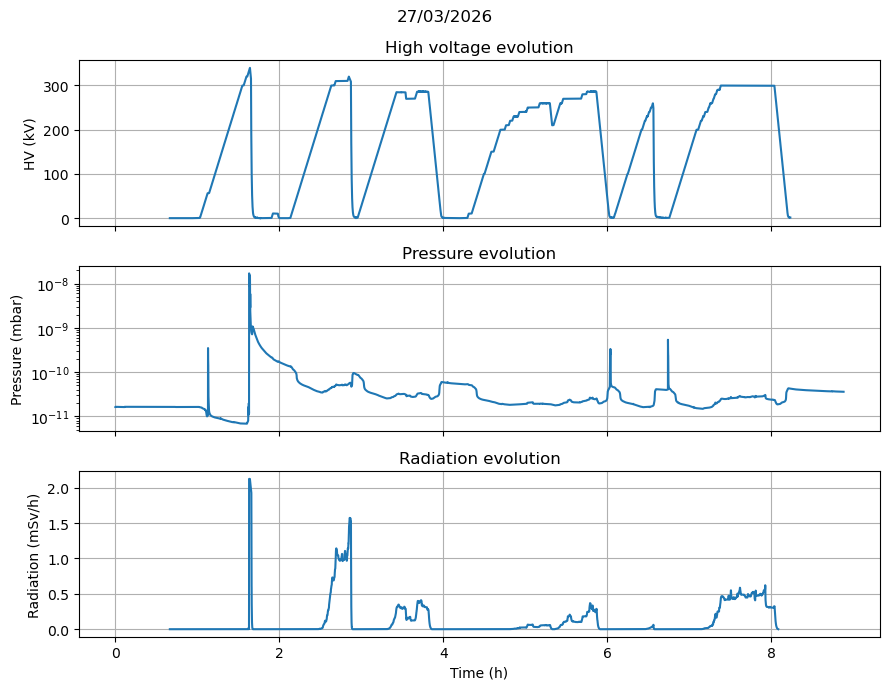 27/03/2026
High voltage evolution
HV (kV)
300
200
100
0
Pressure evolution
Pressure (mbar)
10⁻⁸
10⁻⁹
10⁻¹⁰
10⁻¹¹
Radiation evolution
Radiation (mSv/h)
2.0
1.5
1.0
0.5
0.0
0 2 4 6 8
Time (h)